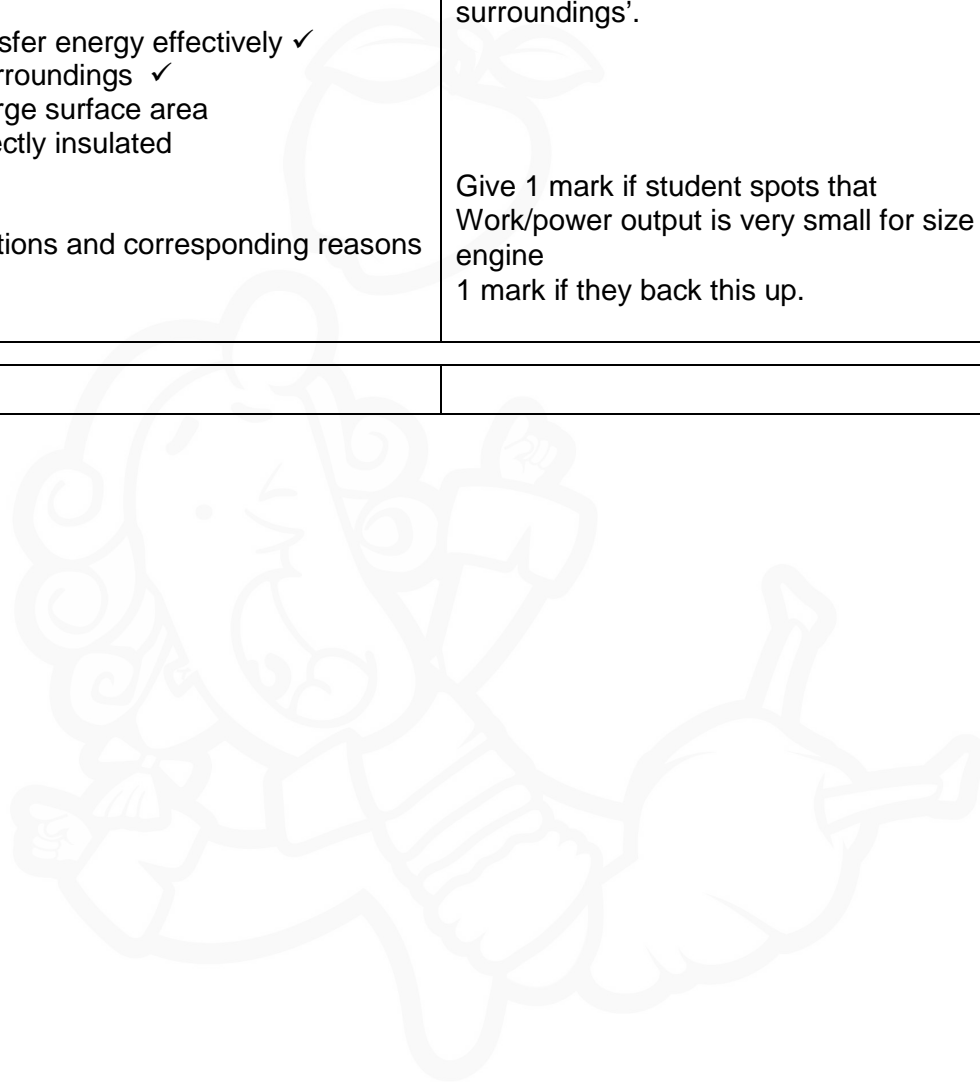 sfer energy effectively ✓
rroundings ✓
rge surface area
ctly insulated
tions and corresponding reasons
surroundings’.
Give 1 mark if student spots that
Work/power output is very small for size
engine
1 mark if they back this up.